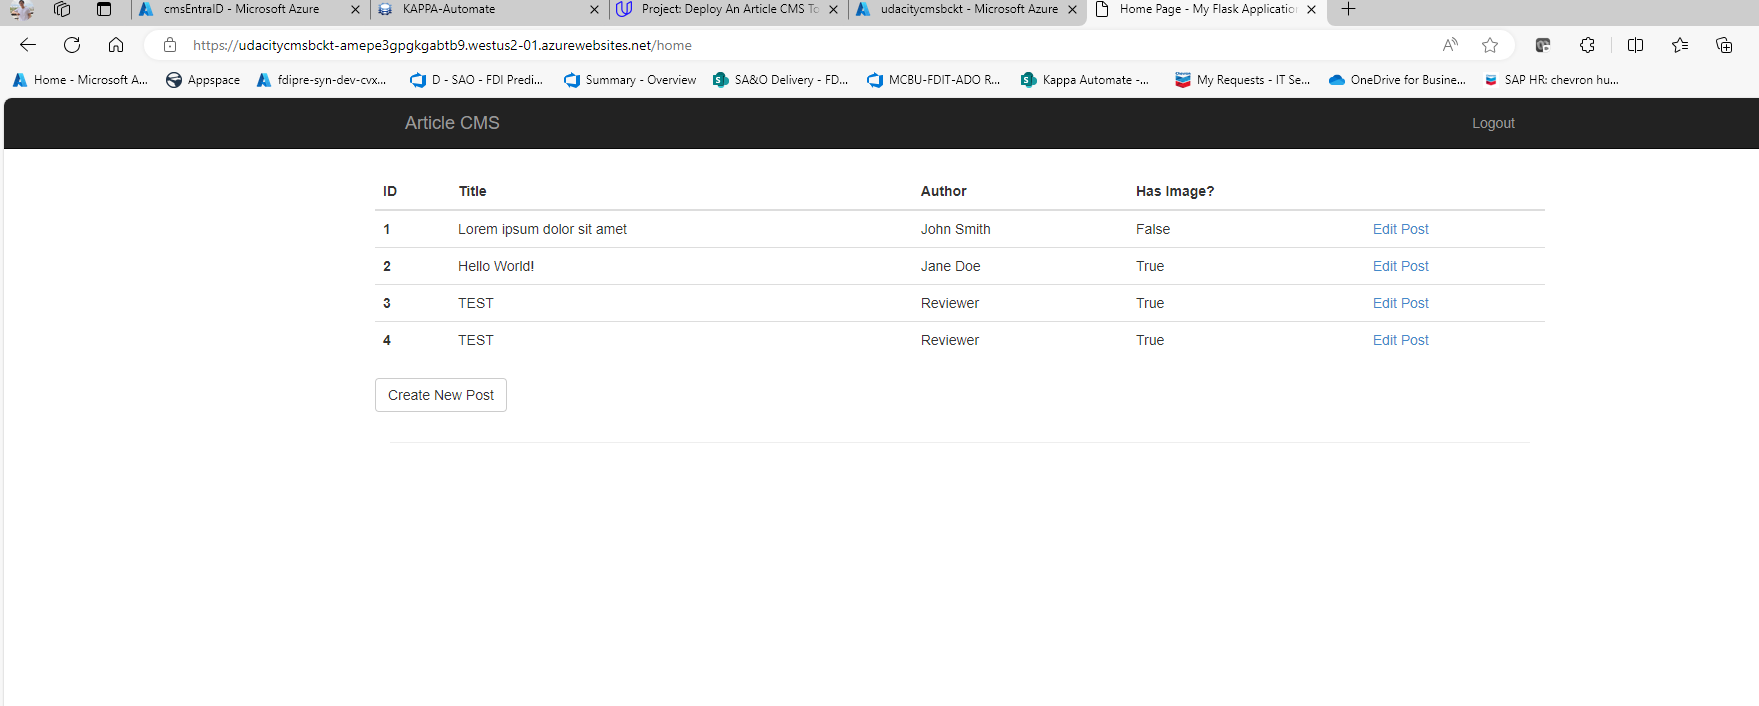 cmsEntraID - Microsoft Azure KAPPA-Automate Project: Deploy An Article CMS To udacitycmsbckt - Microsoft Azure Home Page - My Flask Application
https://udacitycmsbckt-amepe3gpgkgabtb9.westus2-01.azurewebsites.net/home
Home - Microsoft A... Appspace fdipre-syn-dev-cvx... D - SAO - FDI Predi... Summary - Overview SA&O Delivery - FD... MCBU-FDIT-ADO R... Kappa Automate -... My Requests - IT Se... OneDrive for Busine... SAP HR: chevron hu...
Article CMS Logout
ID Title Author Has Image?
1 Lorem ipsum dolor sit amet John Smith False Edit Post
2 Hello World! Jane Doe True Edit Post
3 TEST Reviewer True Edit Post
4 TEST Reviewer True Edit Post
Create New Post